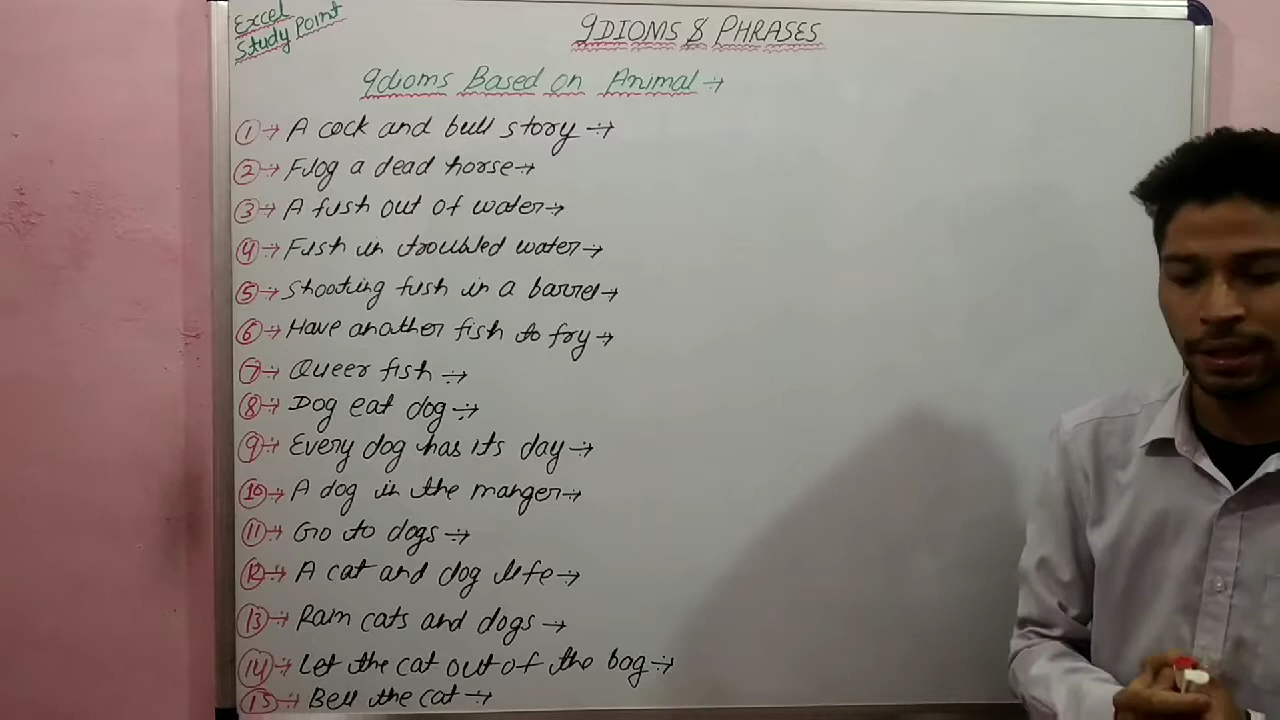 Excel
Study Point
IDIOMS & PHRASES
Idioms Based on Animal →
① → A cock and bull story →
② → Flog a dead horse →
③ → A fish out of water →
④ → Fish in troubled water →
⑤ → Shooting fish in a barrel →
⑥ → Have another fish to fry →
⑦ → Queer fish →
⑧ → Dog eat dog →
⑨ → Every dog has its day →
⑩ → A dog in the manger →
⑪ → Go to dogs →
⑫ → A cat and dog life →
⑬ → Rain cats and dogs →
⑭ → Let the cat out of the bag →
⑮ → Bell the cat →